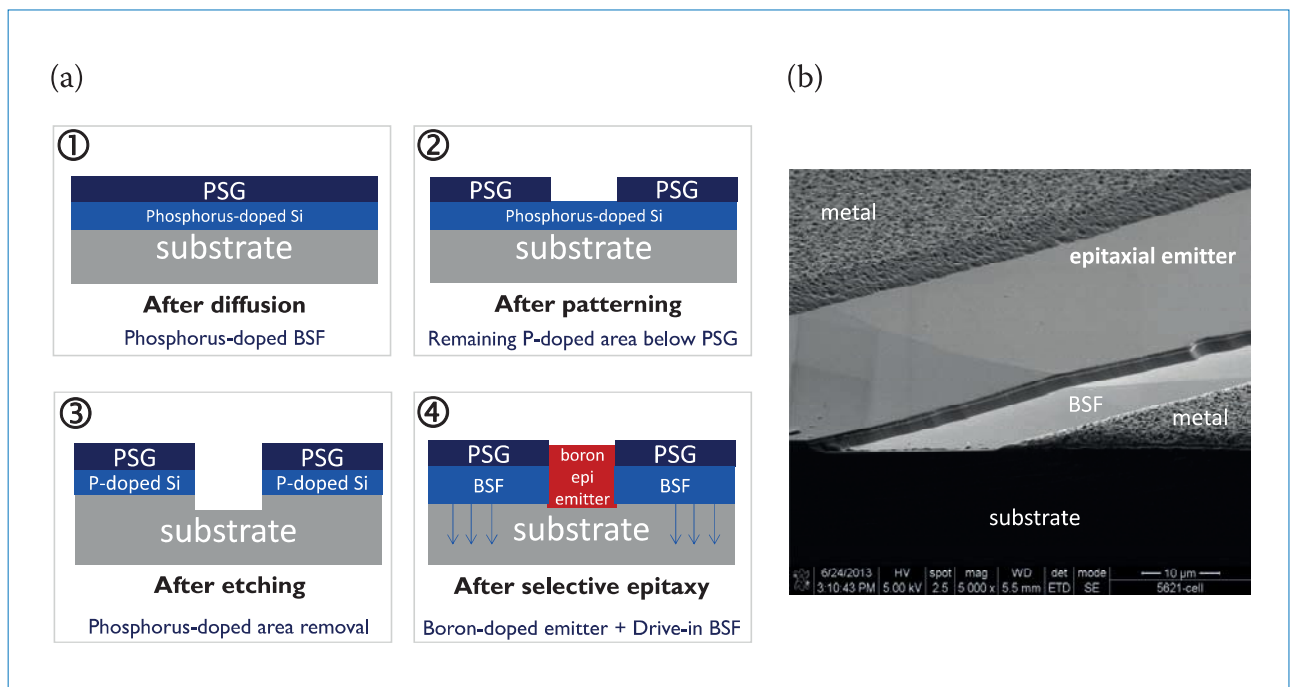 (a)
①
PSG
Phosphorus-doped Si
substrate
After diffusion
Phosphorus-doped BSF
②
PSG PSG
Phosphorus-doped Si
substrate
After patterning
Remaining P-doped area below PSG
③
PSG PSG
P-doped Si P-doped Si
substrate
After etching
Phosphorus-doped area removal
④
PSG boron PSG
BSF epi BSF
emitter
substrate
After selective epitaxy
Boron-doped emitter + Drive-in BSF
(b)
metal
epitaxial emitter
BSF
metal
substrate
6/24/2013 HV spot mag WD det mode 10 µm
3:10:43 PM 5.00 kV 2.5 5 000 x 5.5 mm ETD SE 5621-cell